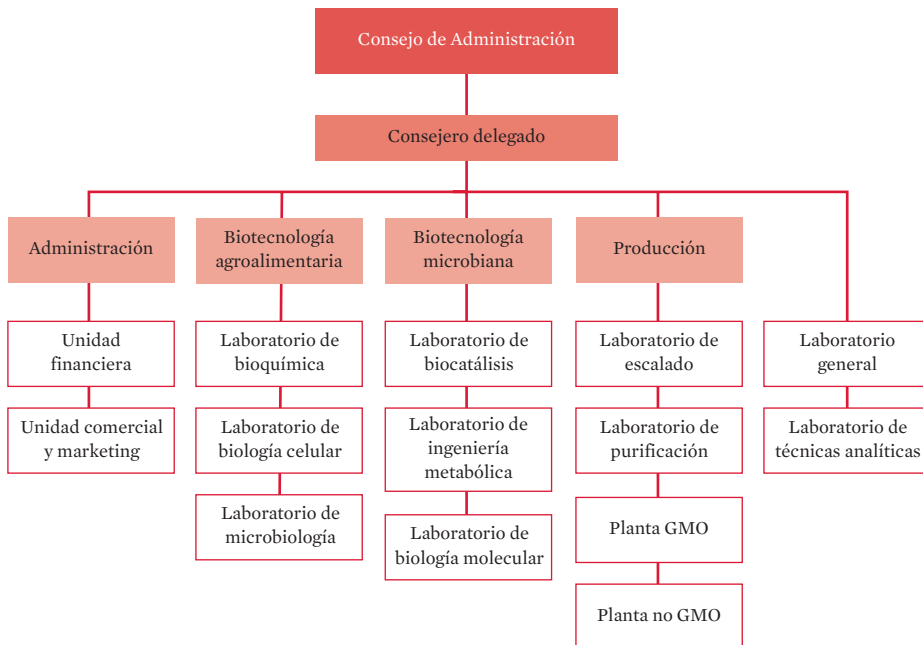 Consejo de Administración
Consejero delegado
Administración
Biotecnología
agroalimentaria
Biotecnología
microbiana
Producción
Unidad
financiera
Laboratorio de
bioquímica
Laboratorio de
biocatálisis
Laboratorio de
escalado
Laboratorio
general
Unidad comercial
y marketing
Laboratorio de
biología celular
Laboratorio de
ingeniería
metabólica
Laboratorio de
purificación
Laboratorio de
técnicas analíticas
Laboratorio de
microbiología
Laboratorio de
biología molecular
Planta GMO
Planta no GMO